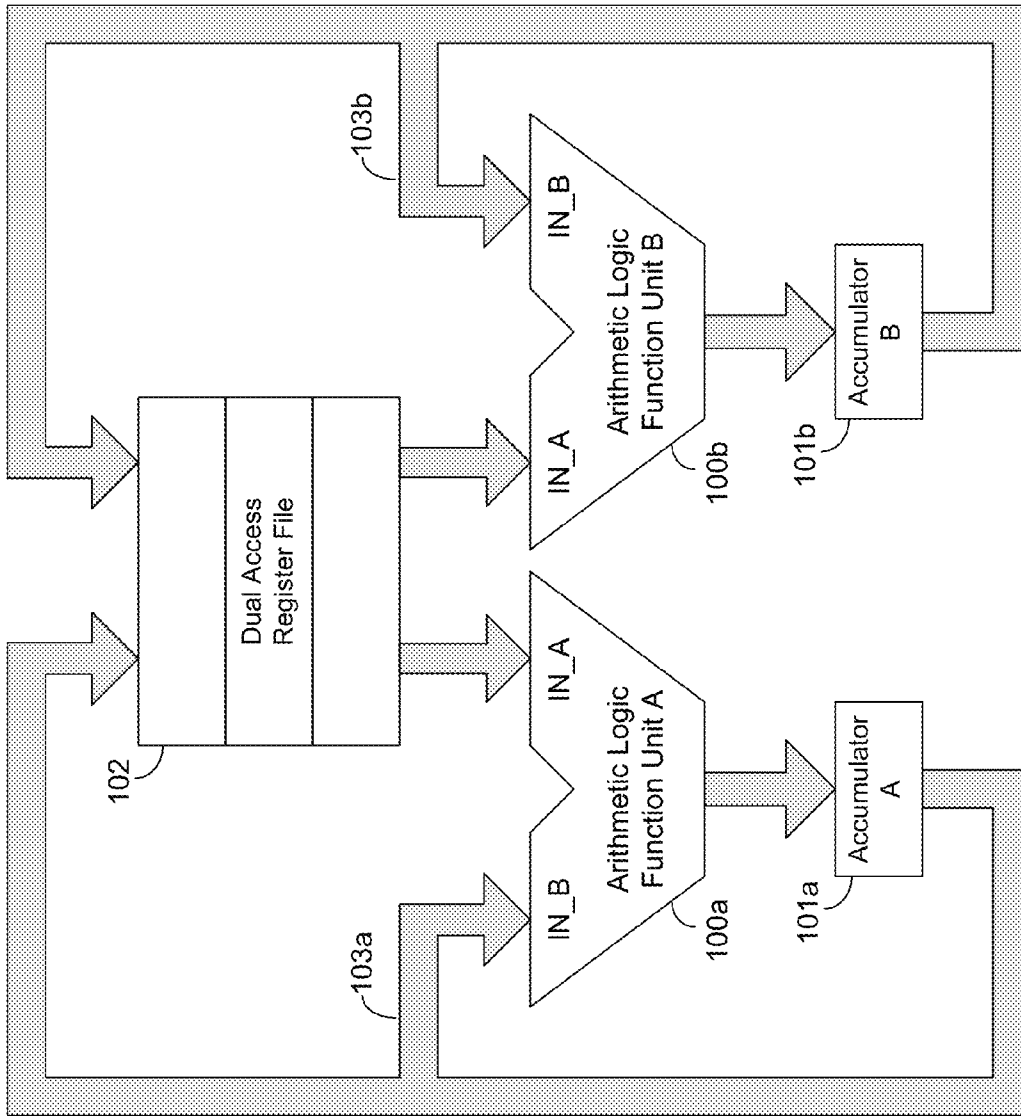 102
Dual Access
Register File
103a
103b
IN_B
IN_A
Arithmetic Logic
Function Unit A
100a
IN_A
IN_B
Arithmetic Logic
Function Unit B
100b
101a
Accumulator
A
101b
Accumulator
B